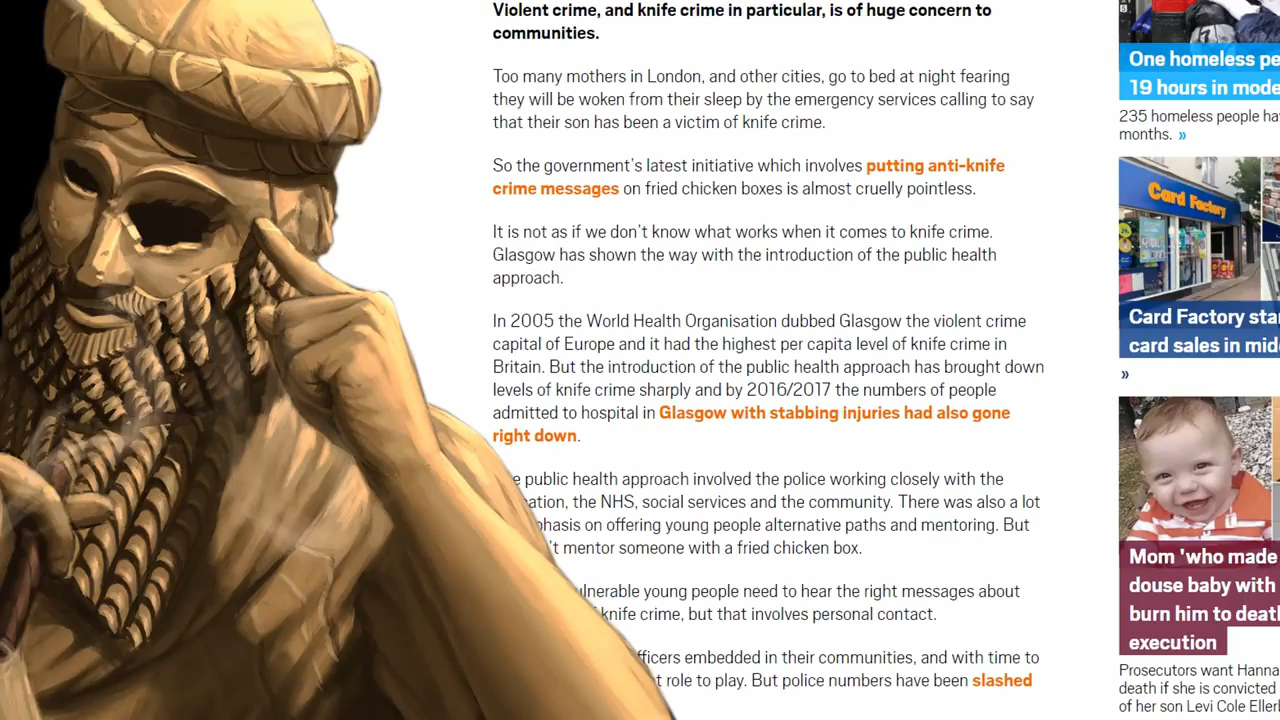 Violent crime, and knife crime in particular, is of huge concern to
communities.
Too many mothers in London, and other cities, go to bed at night fearing
they will be woken from their sleep by the emergency services calling to say
that their son has been a victim of knife crime.
So the government's latest initiative which involves putting anti-knife
crime messages on fried chicken boxes is almost cruelly pointless.
It is not as if we don't know what works when it comes to knife crime.
Glasgow has shown the way with the introduction of the public health
approach.
In 2005 the World Health Organisation dubbed Glasgow the violent crime
capital of Europe and it had the highest per capita level of knife crime in
Britain. But the introduction of the public health approach has brought down
levels of knife crime sharply and by 2016/2017 the numbers of people
admitted to hospital in Glasgow with stabbing injuries had also gone
right down.
public health approach involved the police working closely with the
the NHS, social services and the community. There was also a lot
on offering young people alternative paths and mentoring. But
mentor someone with a fried chicken box.
young people need to hear the right messages about
knife crime, but that involves personal contact.
embedded in their communities, and with time to
role to play. But police numbers have been slashed
One homeless
19 hours in
235 homeless people
months. »
Card Factory
Card Factory
card sales in
»
Mom 'who made
douse baby with
burn him to
execution
Prosecutors want
death if she is convicted
of her son Levi Cole